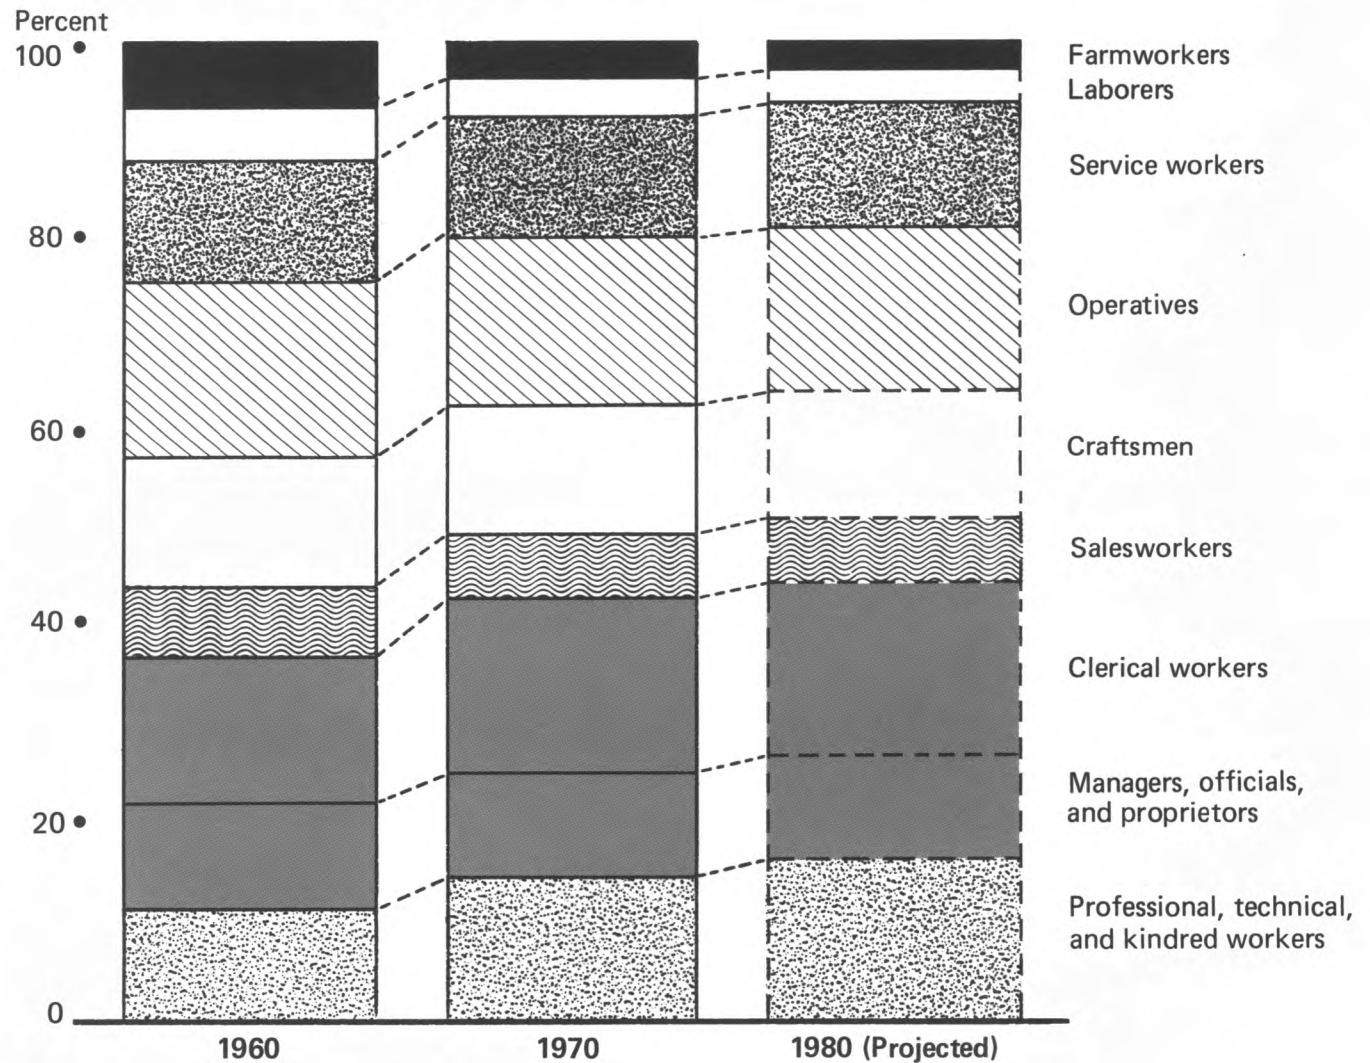 Percent
100
80
60
40
20
0
Farmworkers
Laborers
Service workers
Operatives
Craftsmen
Salesworkers
Clerical workers
Managers, officials,
and proprietors
Professional, technical,
and kindred workers
1960
1970
1980 (Projected)